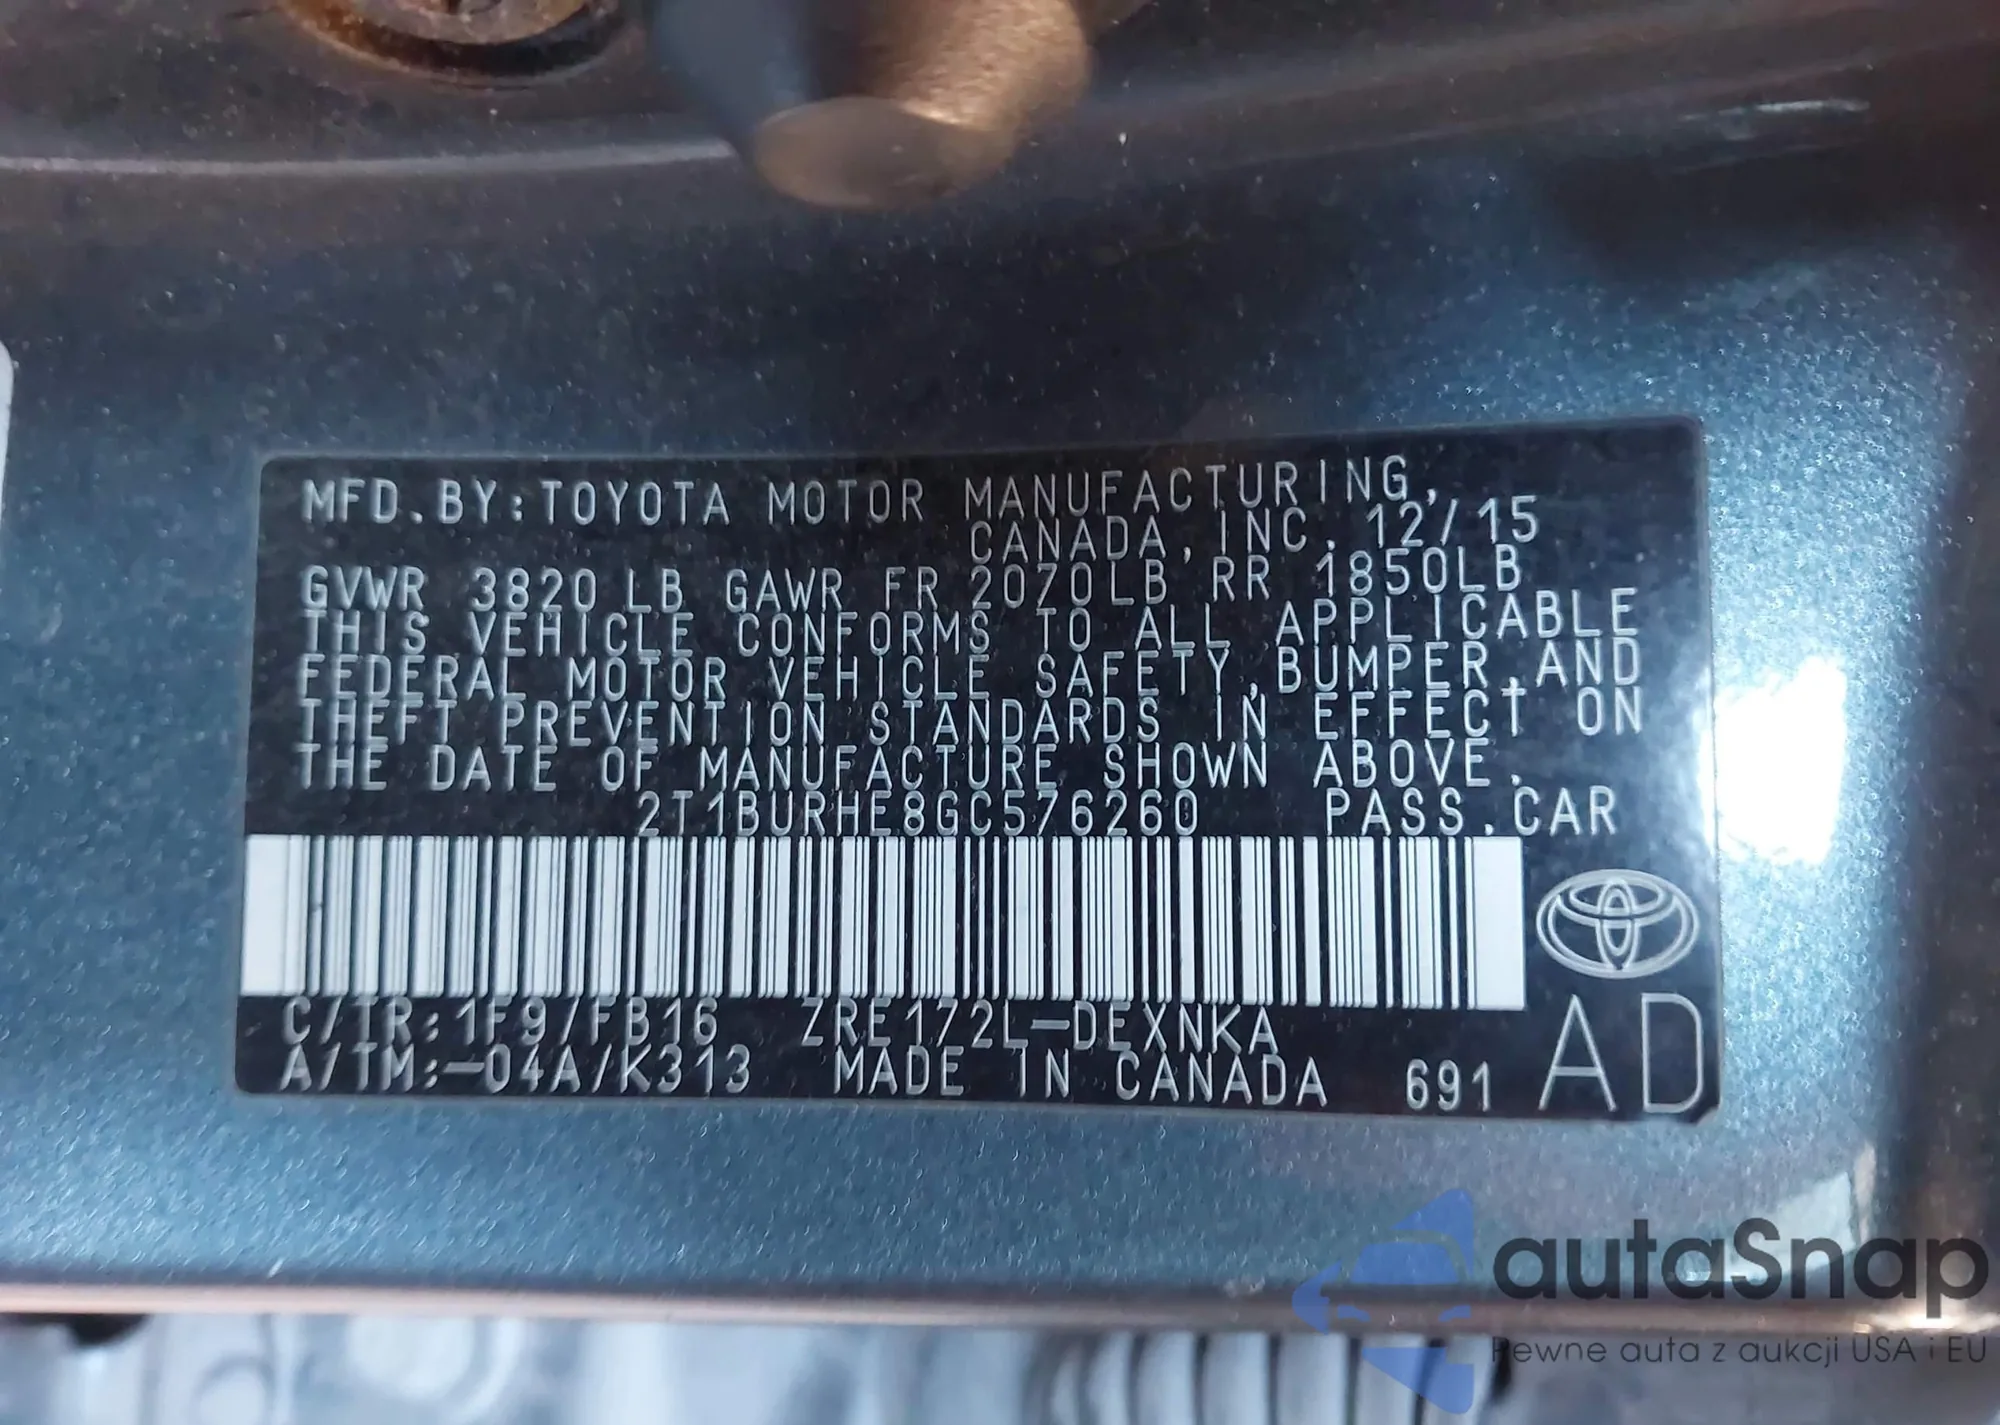 MFD.BY:TOYOTA MOTOR MANUFACTURING,
CANADA,INC. 12/15
GVWR 3820 LB GAWR FR 2070LB RR 1850LB
THIS VEHICLE CONFORMS TO ALL APPLICABLE
FEDERAL MOTOR VEHICLE SAFETY,BUMPER,AND
THEFT PREVENTION STANDARDS IN EFFECT ON
THE DATE OF MANUFACTURE SHOWN ABOVE.
2T1BURHE8GC576260 PASS.CAR
C/TR:1F9/FB16 ZRE172L-DEXNKA
A/TM:-04A/K313 MADE IN CANADA 691
AD
autaSnap
Pewne auta z aukcji USA i EU